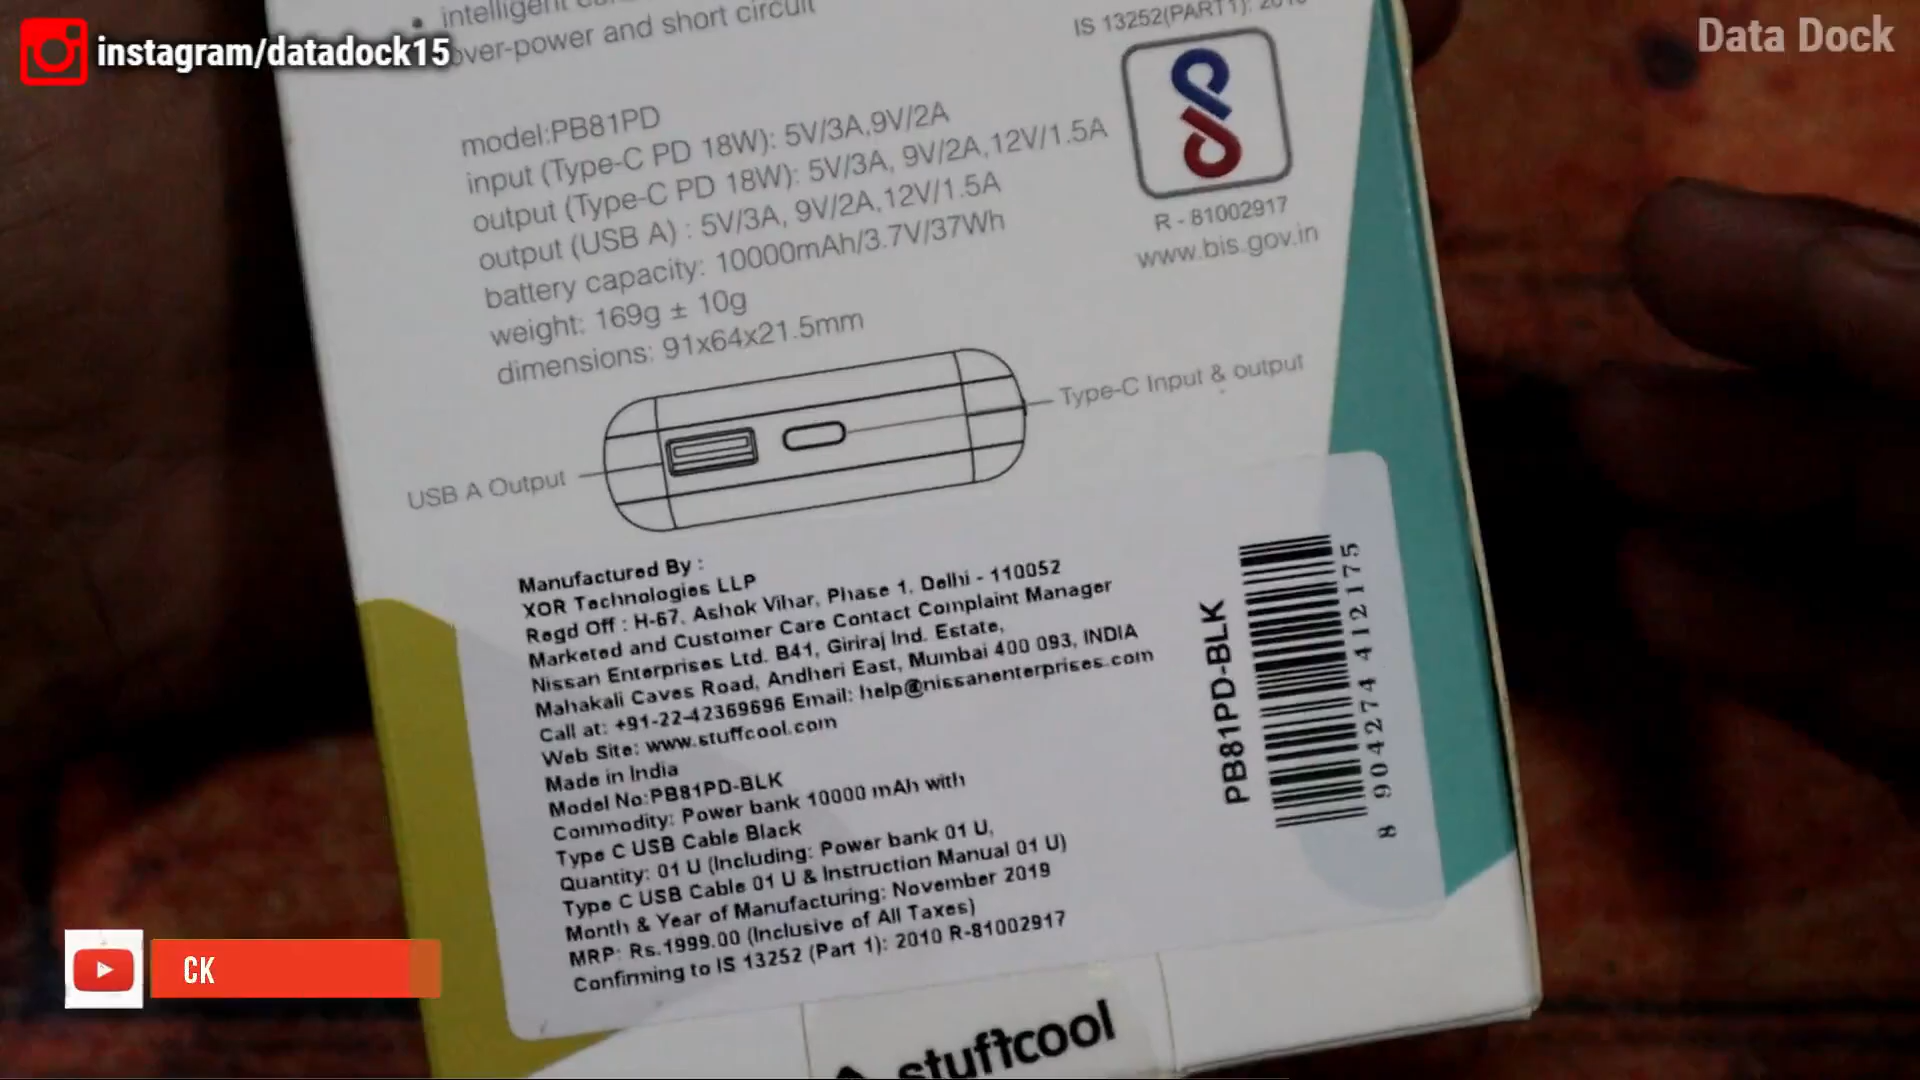 instagram/datadock15
Data Dock
intelligent
over-power and short circuit
IS 13252(PART1): 2010
model:PB81PD
input (Type-C PD 18W): 5V/3A,9V/2A
output (Type-C PD 18W): 5V/3A, 9V/2A,12V/1.5A
output (USB A) : 5V/3A, 9V/2A,12V/1.5A
battery capacity: 10000mAh/3.7V/37Wh
weight: 169g ± 10g
dimensions: 91x64x21.5mm
R - 81002917
www.bis.gov.in
Type-C Input & output
USB A Output
Manufactured By :
XOR Technologies LLP
Regd Off : H-67, Ashok Vihar, Phase 1, Delhi - 110052
Marketed and Customer Care Contact Complaint Manager
Nissan Enterprises Ltd. B41, Giriraj Ind. Estate,
Mahakali Caves Road, Andheri East, Mumbai 400 093, INDIA
Call at: +91-22-42369696 Email: help@nissanenterprises.com
Web Site: www.stuffcool.com
Made in India
Model No:PB81PD-BLK
Commodity: Power bank 10000 mAh with
Type C USB Cable Black
Quantity: 01 U (Including: Power bank 01 U,
Type C USB Cable 01 U & Instruction Manual 01 U)
Month & Year of Manufacturing: November 2019
MRP: Rs.1999.00 (Inclusive of All Taxes)
Confirming to IS 13252 (Part 1): 2010 R-81002917
PB81PD-BLK
8 904274 412175
CK
stuffcool